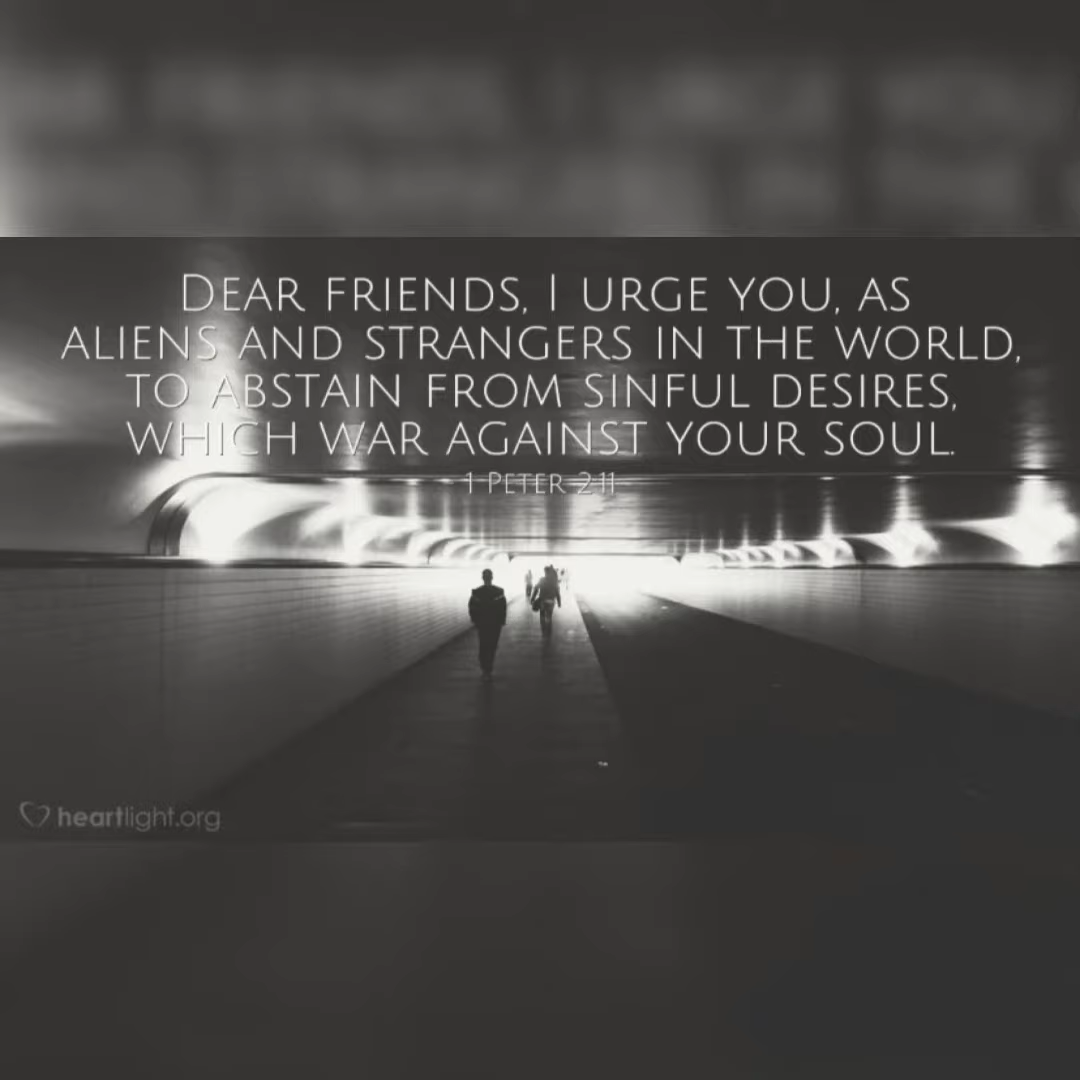 Dear friends, I urge you, as
aliens and strangers in the world,
to abstain from sinful desires,
which war against your soul.
1 Peter 2:11
heartlight.org